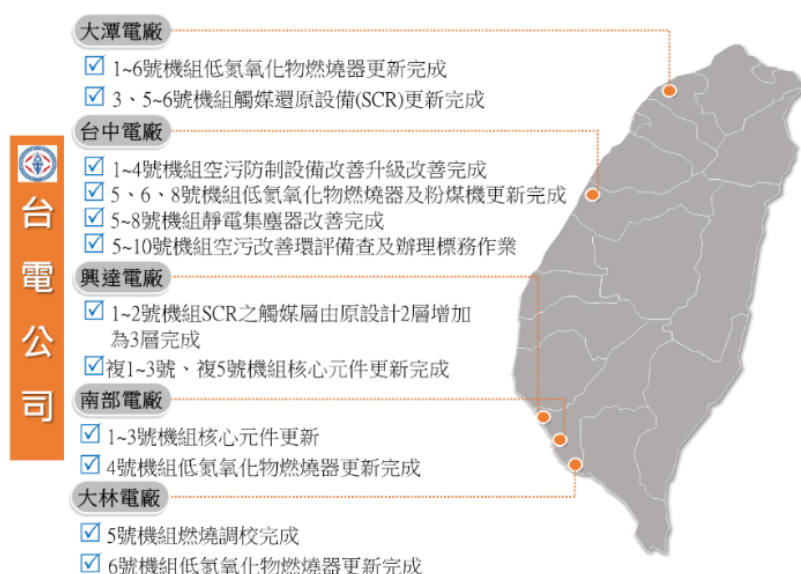 大潭電廠
1~6號機組低氮氧化物燃燒器更新完成
3、5~6號機組觸媒還原設備(SCR)更新完成
台中電廠
1~4號機組空污防制設備改善升級改善完成
5、6、8號機組低氮氧化物燃燒器及粉煤機更新完成
5~8號機組靜電集塵器改善完成
5~10號機組空污改善環評備查及辦理標務作業
興達電廠
1~2號機組SCR之觸媒層由原設計2層增加
為3層完成
複1~3號、複5號機組核心元件更新完成
南部電廠
1~3號機組核心元件更新
4號機組低氮氧化物燃燒器更新完成
大林電廠
5號機組燃燒調校完成
6號機組低氮氧化物燃燒器更新完成
台電公司